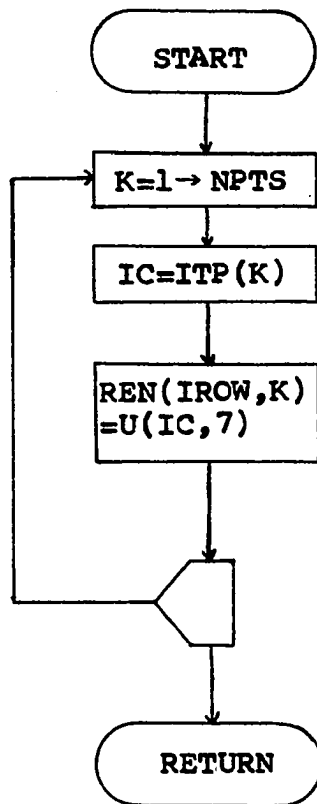 START
K=1→ NPTS
IC=ITP(K)
REN(IROW,K)
=U(IC,7)
RETURN